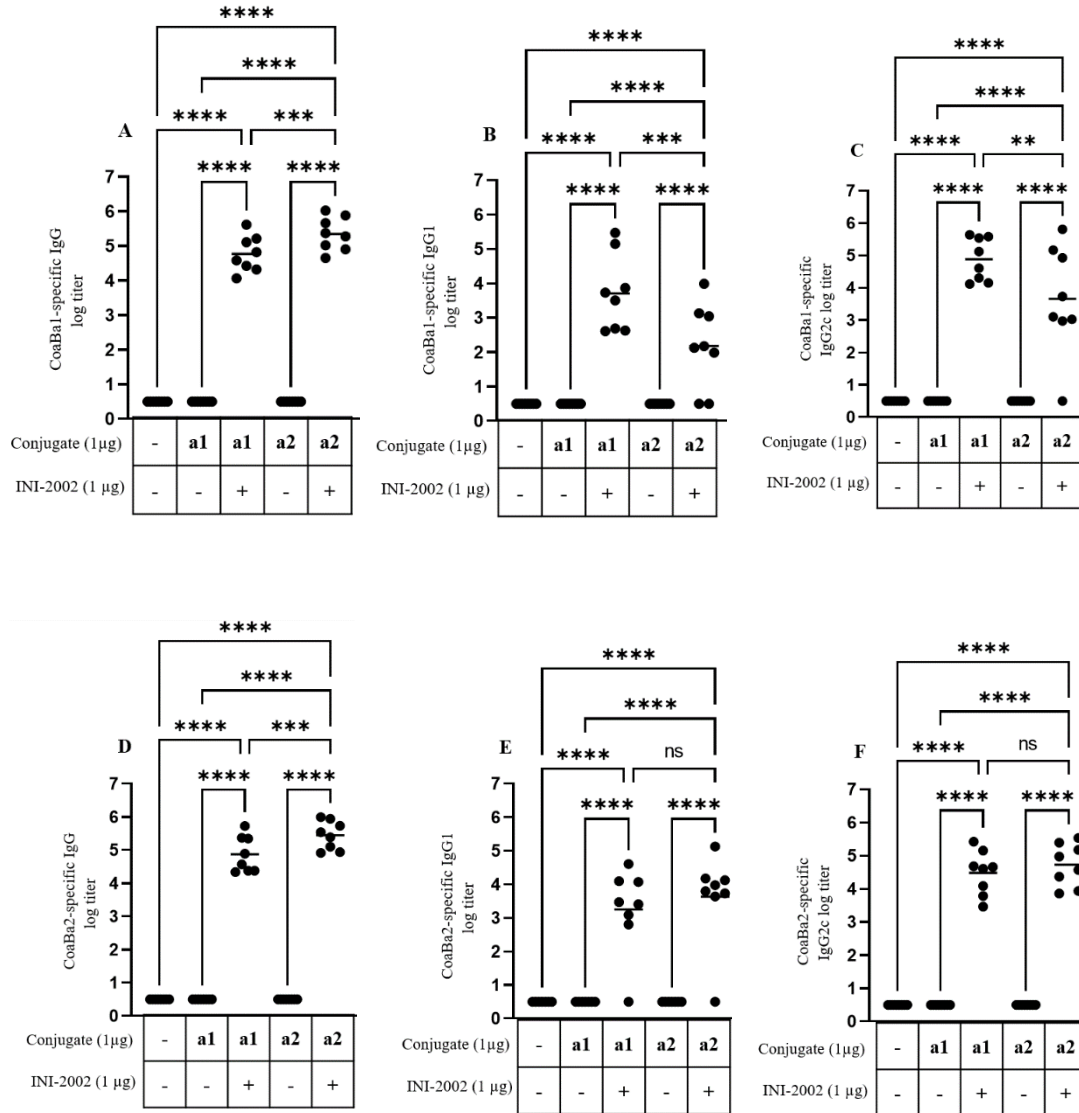 ****
****
****
***
A
****
****
7
6
5
4
3
2
1
0
CoaBa1-specific IgG
log titer
Conjugate (1µg)
-
a1
a1
a2
a2
INI-2002 (1 µg)
-
-
+
-
+
****
****
****
***
B
****
****
7
6
5
4
3
2
1
0
CoaBa1-specific IgG1
log titer
Conjugate (1µg)
-
a1
a1
a2
a2
INI-2002 (1 µg)
-
-
+
-
+
****
****
****
**
C
****
****
7
6
5
4
3
2
1
0
CoaBa1-specific
IgG2c log titer
Conjugate (1µg)
-
a1
a1
a2
a2
INI-2002 (1 µg)
-
-
+
-
+
****
****
****
***
D
****
****
7
6
5
4
3
2
1
0
CoaBa2-specific IgG
log titer
Conjugate (1µg)
-
a1
a1
a2
a2
INI-2002 (1 µg)
-
-
+
-
+
****
****
****
ns
E
****
****
7
6
5
4
3
2
1
0
CoaBa2-specific IgG1
log titer
Conjugate (1µg)
-
a1
a1
a2
a2
INI-2002 (1 µg)
-
-
+
-
+
****
****
****
ns
F
****
****
7
6
5
4
3
2
1
0
CoaBa2-specific
IgG2c log titer
Conjugate (1µg)
-
a1
a1
a2
a2
INI-2002 (1 µg)
-
-
+
-
+